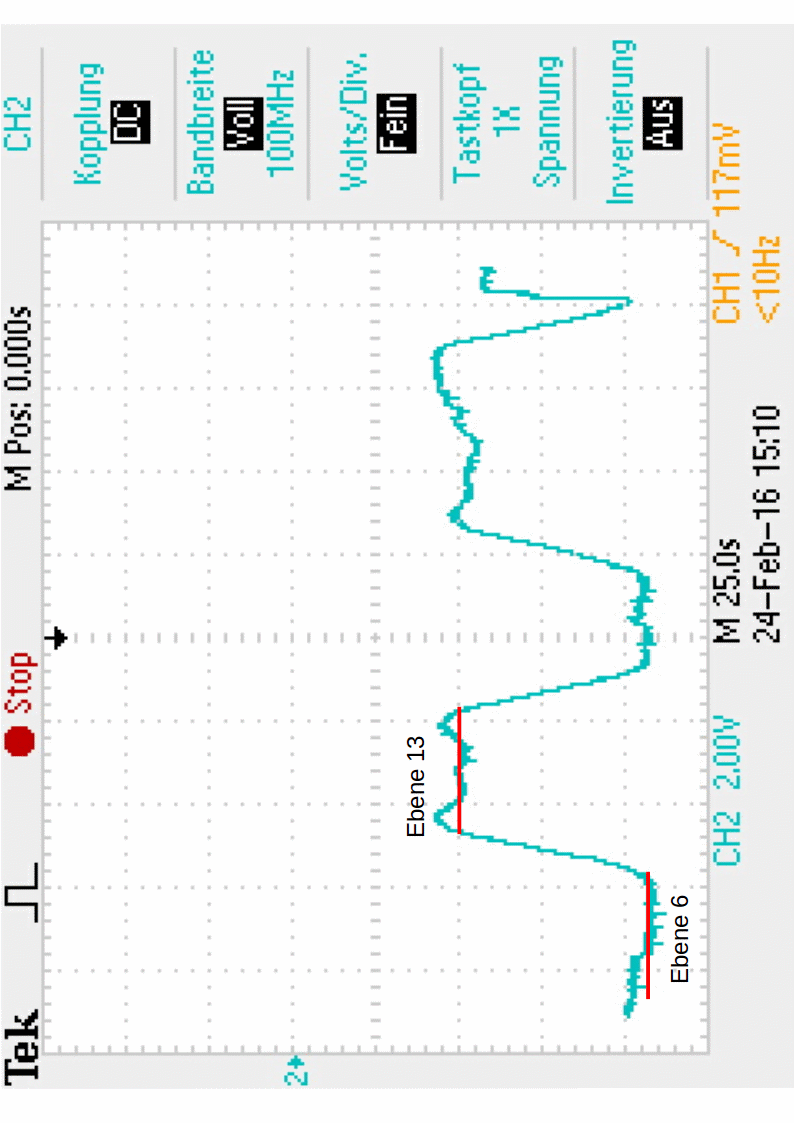 Tek
Stop
M Pos: 0.000s
CH2
Kopplung
DC
Bandbreite
Voll
100MHz
Volts/Div.
Fein
Tastkopf
1X
Spannung
Invertierung
Aus
2
Ebene 13
Ebene 6
CH2 2.00V
M 25.0s
CH1 / 117mV
24-Feb-16 15:10
<10Hz